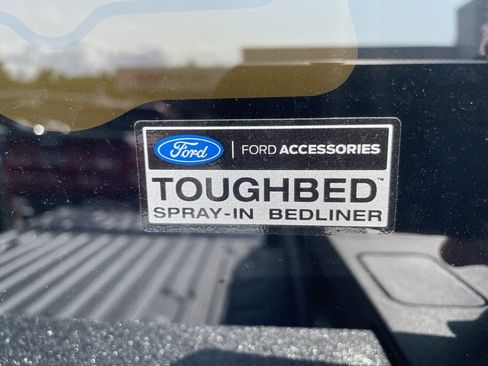 Ford | FORD ACCESSORIES
TOUGHBED™
SPRAY-IN BEDLINER